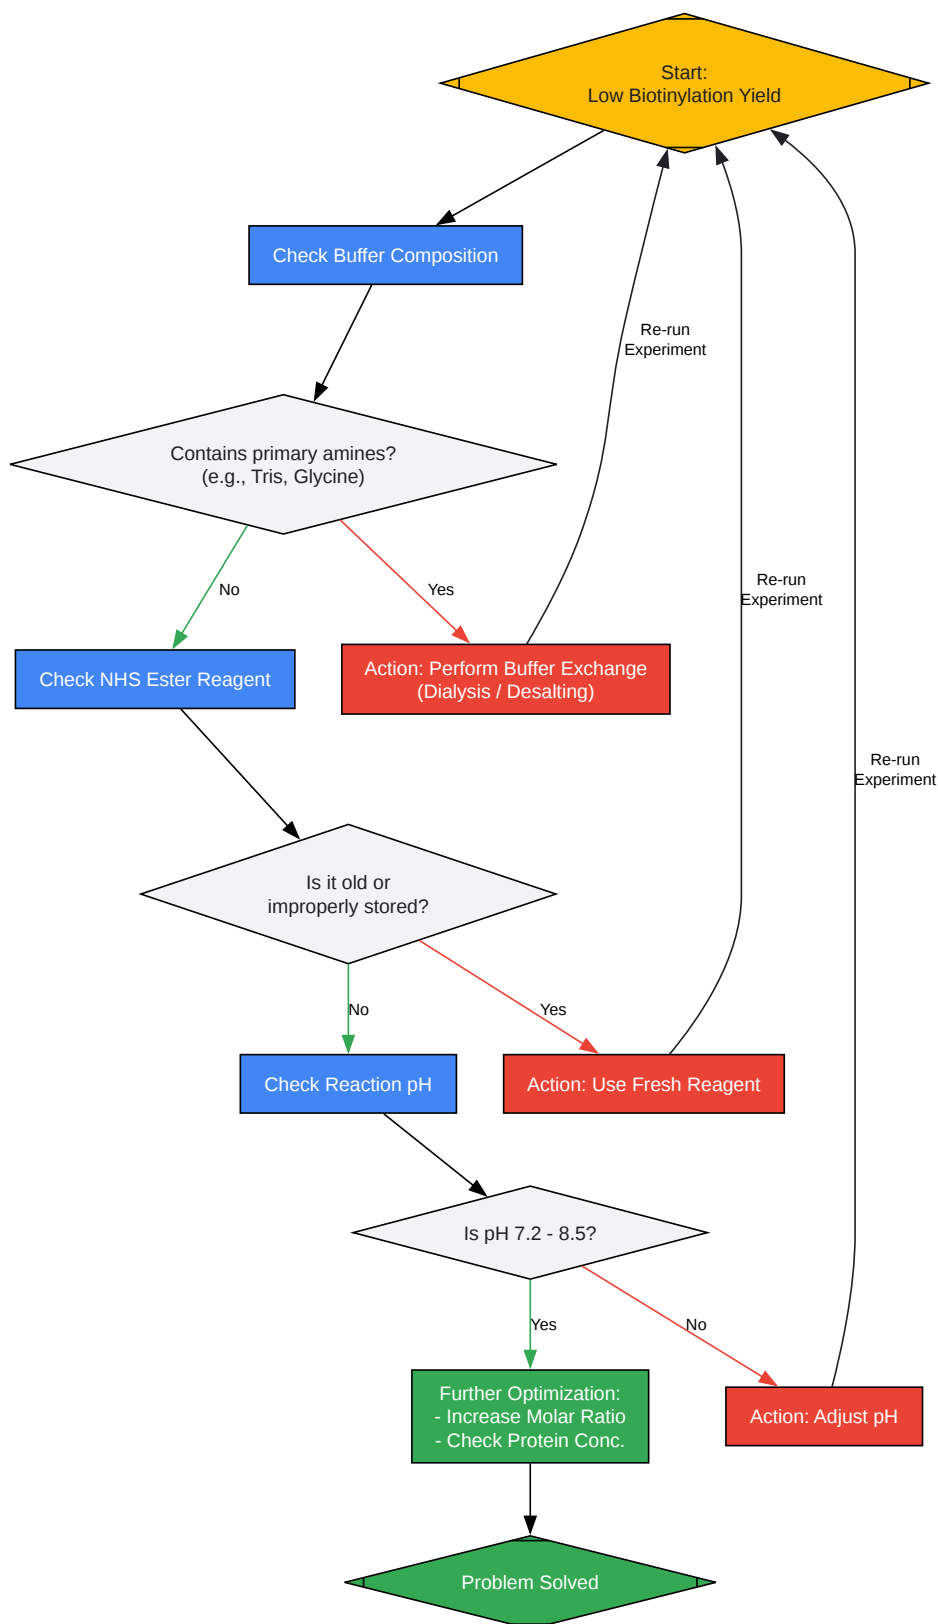 Start:
Low Biotinylation Yield
Check Buffer Composition
Re-run
Experiment
Contains primary amines?
(e.g., Tris, Glycine)
No
Yes
Re-run
Experiment
Check NHS Ester Reagent
Action: Perform Buffer Exchange
(Dialysis / Desalting)
Re-run
Experiment
Is it old or
improperly stored?
No
Yes
Check Reaction pH
Action: Use Fresh Reagent
Is pH 7.2 - 8.5?
Yes
No
Further Optimization:
- Increase Molar Ratio
- Check Protein Conc.
Action: Adjust pH
Problem Solved